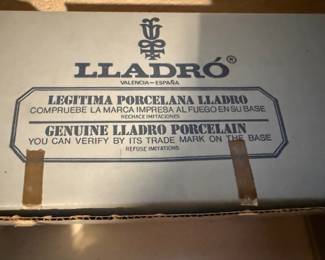 LLADRÓ®
VALENCIA - ESPAÑA
LEGITIMA PORCELANA LLADRO
COMPRUEBE LA MARCA IMPRESA AL FUEGO EN SU BASE
RECHACE IMITACIONES
GENUINE LLADRO PORCELAIN
YOU CAN VERIFY BY ITS TRADE MARK ON THE BASE
REFUSE IMITATIONS